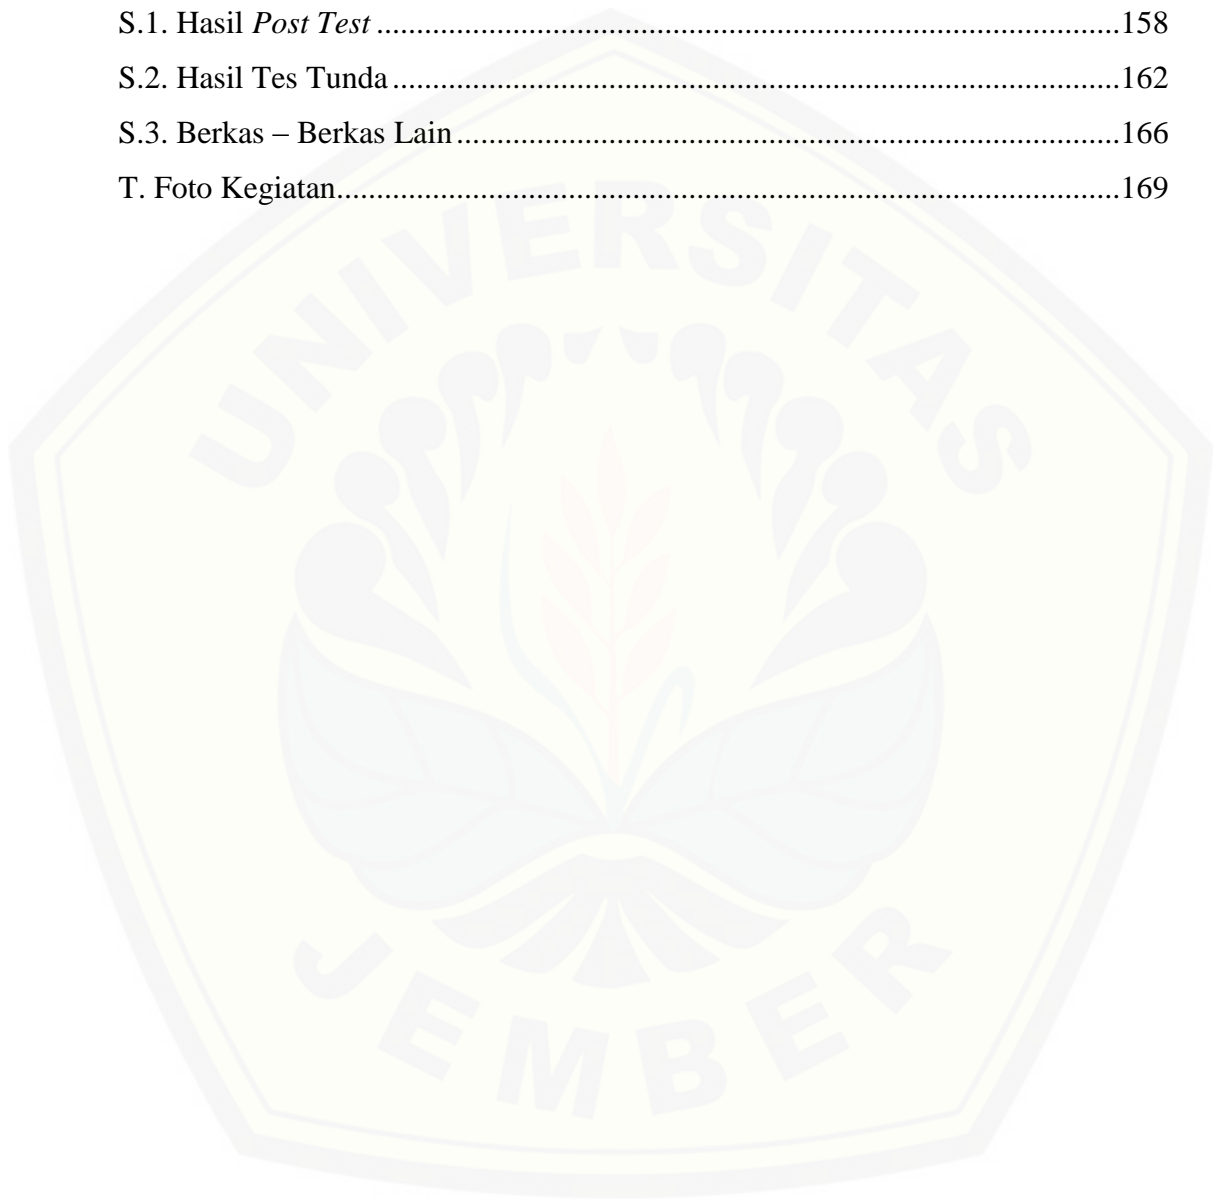 S.1. Hasil Post Test ........................................................................................... 158
S.2. Hasil Tes Tunda ......................................................................................... 162
S.3. Berkas – Berkas Lain ................................................................................. 166
T. Foto Kegiatan ................................................................................................ 169
UNIVERSITAS
JEMBER